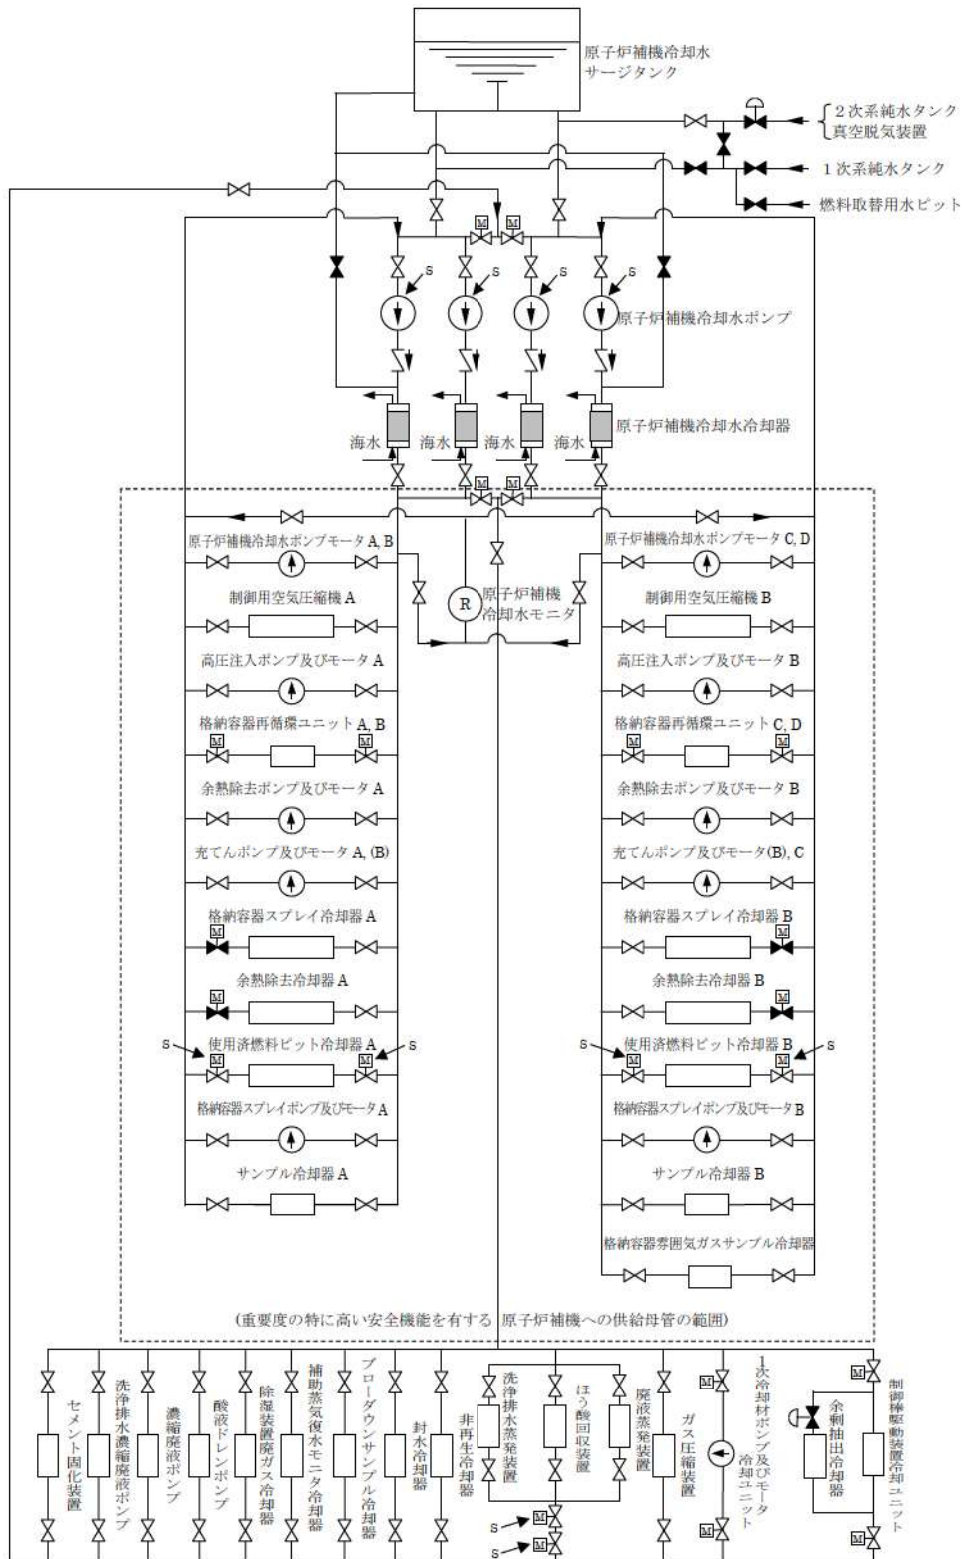 原子炉補機冷却水
サージタンク
２次系純水タンク
真空脱気装置
１次系純水タンク
燃料取替用水ピット
M M
S S S S
原子炉補機冷却水ポンプ
原子炉補機冷却水冷却器
海水 海水 海水 海水
M M
原子炉補機冷却水ポンプモータ A, B
原子炉補機冷却水ポンプモータ C, D
制御用空気圧縮機 A
R
原子炉補機
冷却水モニタ
制御用空気圧縮機 B
高圧注入ポンプ及びモータ A
高圧注入ポンプ及びモータ B
格納容器再循環ユニット A, B
格納容器再循環ユニット C, D
M M M M
余熱除去ポンプ及びモータ A
余熱除去ポンプ及びモータ B
充てんポンプ及びモータ A, (B)
充てんポンプ及びモータ(B), C
格納容器スプレイ冷却器 A
格納容器スプレイ冷却器 B
M M
余熱除去冷却器 A
余熱除去冷却器 B
M M
使用済燃料ピット冷却器 A
使用済燃料ピット冷却器 B
S S S S
M M M M
格納容器スプレイポンプ及びモータ A
格納容器スプレイポンプ及びモータ B
サンプル冷却器 A
サンプル冷却器 B
格納容器雰囲気ガスサンプル冷却器
(重要度の特に高い安全機能を有する 原子炉補機への供給母管の範囲)
セメント固化装置
洗浄排水濃縮廃液ポンプ
濃縮廃液ポンプ
酸液ドレンポンプ
除湿装置廃ガス冷却器
補助蒸気復水モニタ冷却器
ブローダウンサンプル冷却器
封水冷却器
非再生冷却器
洗浄排水蒸発装置
ほう酸回収装置
廃液蒸発装置
ガス圧縮装置
１次冷却材ポンプ及びモータ
冷却ユニット
余剰抽出冷却器
制御棒駆動装置冷却ユニット
M M
S M
S M
M M